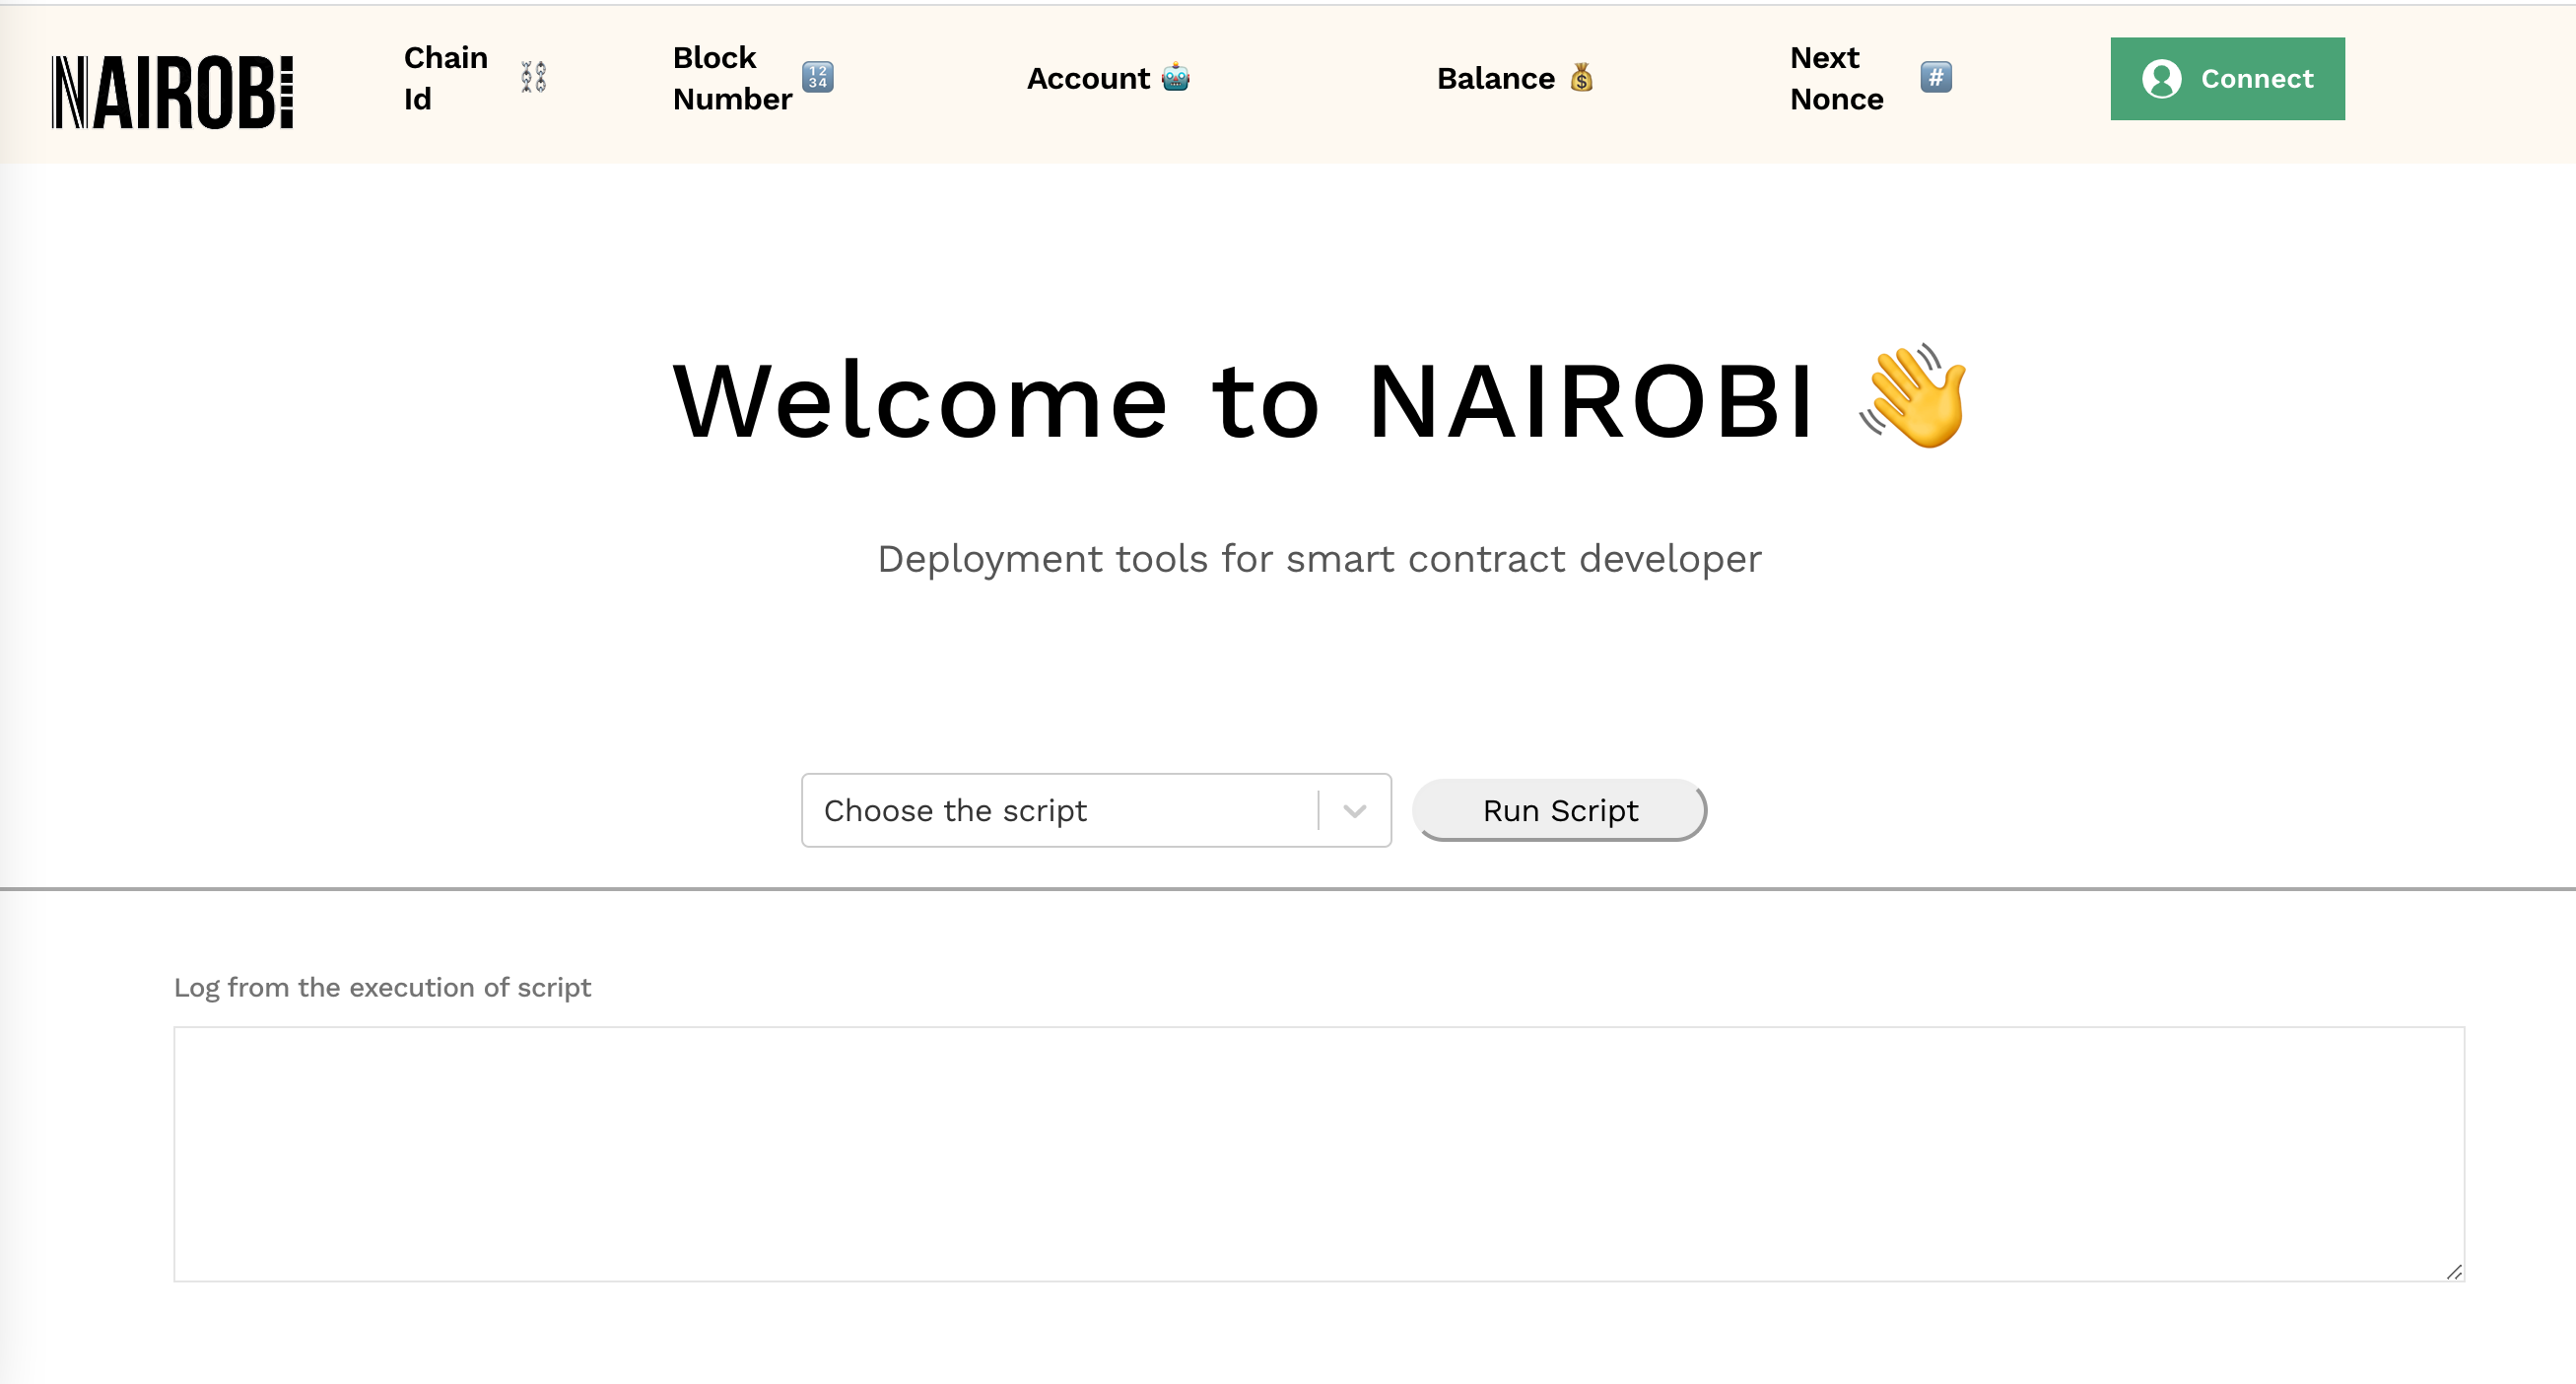 NAIROBI
Chain
Id ⛓
Block
Number 🔢
Account 🤖
Balance 💰
Next
Nonce #️⃣
Connect
Welcome to NAIROBI 👋
Deployment tools for smart contract developer
Choose the script
Run Script
Log from the execution of script